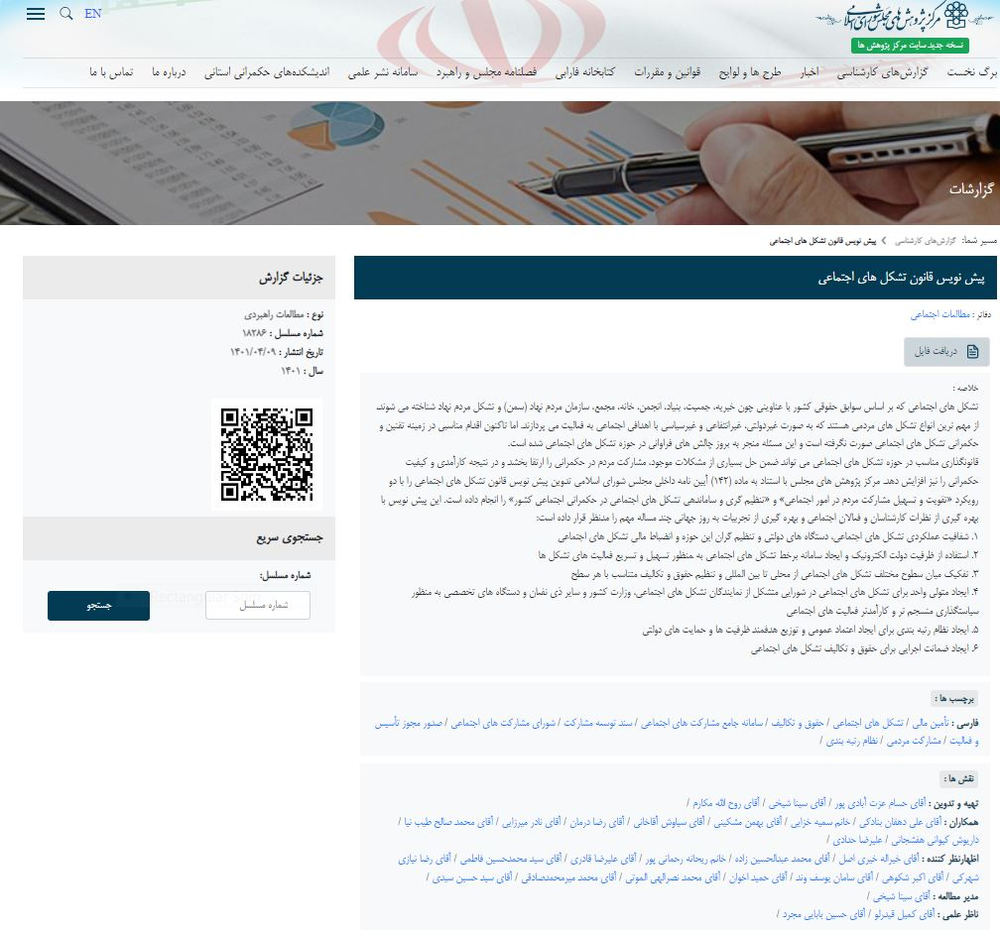 EN
مرکز پژوهش های مجلس شورای اسلامی
نسخه جدید سایت مرکز پژوهش ها
برگ نخست گزارش‌های کارشناسی اخبار طرح ها و لوایح قوانین و مقررات کتابخانه فارابی فصلنامه مجلس و راهبرد سامانه نشر علمی اندیشکده‌های حکمرانی استانی درباره ما تماس با ما
گزارشات
مسیر شما: گزارش‌های کارشناسی پیش نویس قانون تشکل های اجتماعی
پیش نویس قانون تشکل های اجتماعی
دفاتر : مطالعات اجتماعی
دریافت فایل
خلاصه :
تشکل های اجتماعی که بر اساس سوابق حقوقی کشور با عناوینی چون خیریه، جمعیت، بنیاد، انجمن، خانه، مجمع، سازمان مردم نهاد (سمن) و تشکل مردم نهاد شناخته می شوند،
از مهم ترین انواع تشکل های مردمی هستند که به صورت غیردولتی، غیرانتفاعی و غیرسیاسی با اهدافی اجتماعی به فعالیت می پردازند. اما تاکنون اقدام مناسبی در زمینه تقنین و
حکمرانی تشکل های اجتماعی صورت نگرفته است و این مسئله منجر به بروز چالش های فراوانی در حوزه تشکل های اجتماعی شده است.
قانونگذاری مناسب در حوزه تشکل های اجتماعی می تواند ضمن حل بسیاری از مشکلات موجود، مشارکت مردم در حکمرانی را ارتقا بخشد و در نتیجه کارآمدی و کیفیت
حکمرانی را نیز افزایش دهد. مرکز پژوهش های مجلس با استناد به ماده (۱۴۲) آیین نامه داخلی مجلس شورای اسلامی تدوین پیش نویس قانون تشکل های اجتماعی را با دو
رویکرد «تقویت و تسهیل مشارکت مردم در امور اجتماعی» و «تنظیم گری و ساماندهی تشکل های اجتماعی در حکمرانی اجتماعی کشور» را انجام داده است. این پیش نویس با
بهره گیری از نظرات کارشناسان و فعالان اجتماعی و بهره گیری از تجربیات به روز جهانی چند مساله مهم را مدنظر قرار داده است:
۱. شفافیت عملکردی تشکل های اجتماعی، دستگاه های دولتی و تنظیم گران این حوزه و انضباط مالی تشکل های اجتماعی
۲. استفاده از ظرفیت دولت الکترونیک و ایجاد سامانه برخط تشکل های اجتماعی به منظور تسهیل و تسریع فعالیت های تشکل ها
۳. تفکیک میان سطوح مختلف تشکل های اجتماعی از محلی تا بین المللی و تنظیم حقوق و تکالیف متناسب با هر سطح
۴. ایجاد متولی واحد برای تشکل های اجتماعی در شورایی متشکل از نمایندگان تشکل های اجتماعی، وزارت کشور و سایر ذی نفعان و دستگاه های تخصصی به منظور
سیاستگذاری منسجم تر و کارآمدتر فعالیت های اجتماعی
۵. ایجاد نظام رتبه بندی برای ایجاد اعتماد عمومی و توزیع هدفمند ظرفیت ها و حمایت های دولتی
۶. ایجاد ضمانت اجرایی برای حقوق و تکالیف تشکل های اجتماعی
برچسب ها :
فارسی : تأمین مالی / تشکل های اجتماعی / حقوق و تکالیف / سامانه جامع مشارکت های اجتماعی / سند توسعه مشارکت / شورای مشارکت های اجتماعی / صدور مجوز تأسیس
و فعالیت / مشارکت مردمی / نظام رتبه بندی /
نقش ها :
تهیه و تدوین : آقای حسام عزت آبادی پور / آقای سینا شیخی / آقای روح الله مکارم /
همکاران : آقای علی دهقان بنادکی / خانم سمیه خزایی / آقای بهمن مشکینی / آقای سیاوش آقاخانی / آقای رضا درمان / آقای نادر میرزایی / آقای محمد صالح طیب نیا /
داریوش کیوانی هفشجانی / علیرضا حدادی /
اظهارنظر کننده : آقای خیراله خیری اصل / آقای محمد عبدالحسین زاده / خانم ریحانه رحمانی پور / آقای علیرضا قادری / آقای سید محمدحسین فاطمی / آقای رضا نیازی
شهرکی / آقای اکبر شکوهی / آقای سامان یوسف وند / آقای حمید اخوان / آقای محمد نصرالهی الموتی / آقای محمد میرمحمدصادقی / آقای سید حسین سیدی /
مدیر مطالعه : آقای سینا شیخی /
ناظر علمی : آقای کمیل قیدرلو / آقای حسین بابایی مجرد /
جزئیات گزارش
نوع : مطالعات راهبردی
شماره مسلسل : ۱۸۲۸۶
تاریخ انتشار : ۱۴۰۱/۰۴/۰۹
سال : ۱۴۰۱
جستجوی سریع
شماره مسلسل:
شماره مسلسل
جستجو
Rectangular Snip